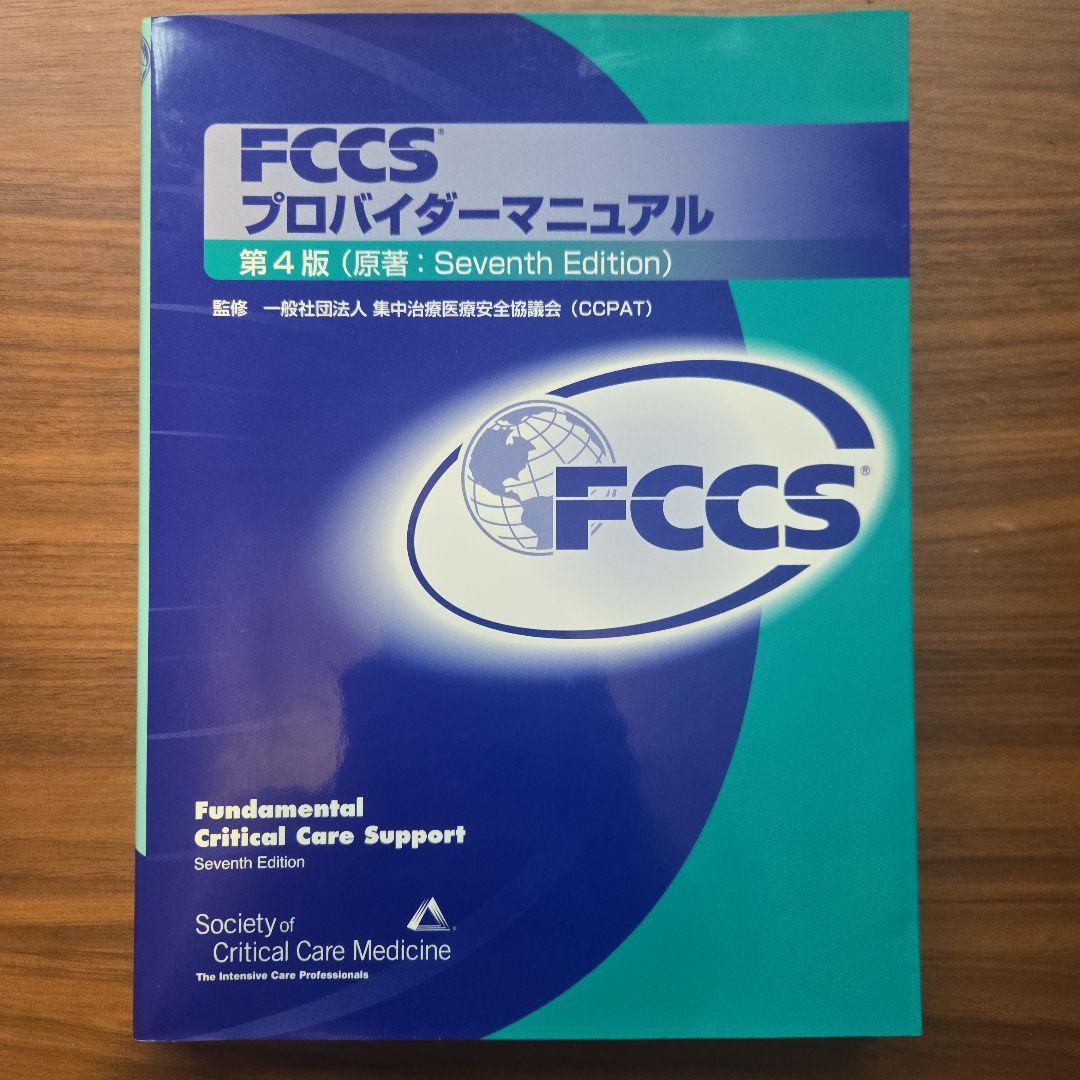 FCCS®
プロバイダーマニュアル
第4版(原著:Seventh Edition)
監修 一般社団法人 集中治療医療安全協議会(CCPAT)
FCCS®
Fundamental
Critical Care Support
Seventh Edition
Society of
Critical Care Medicine
The Intensive Care Professionals